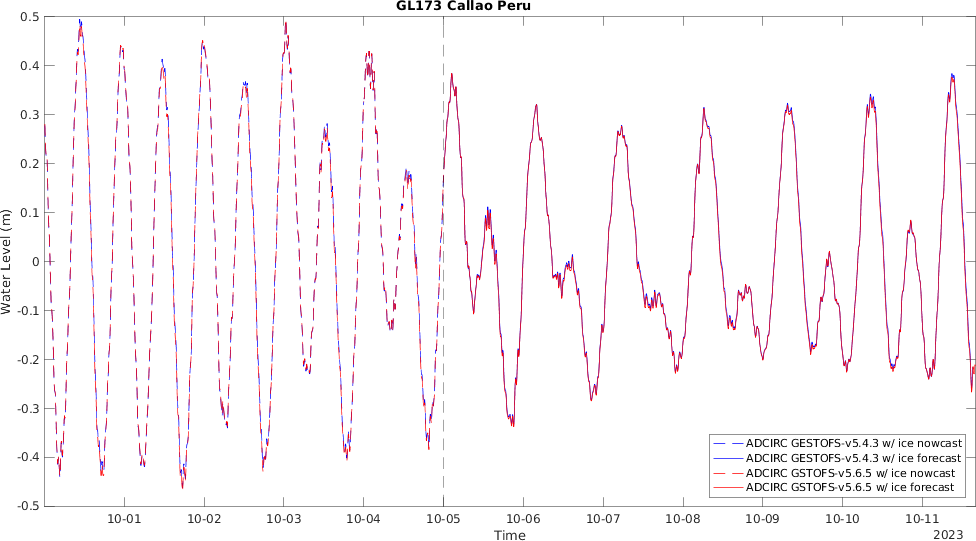 GL173 Callao Peru
0.5
0.4
0.3
0.2
0.1
0
-0.1
-0.2
-0.3
-0.4
-0.5
Water Level (m)
10-01 10-02 10-03 10-04 10-05 10-06 10-07 10-08 10-09 10-10 10-11
Time
2023
ADCIRC GESTOFS-v5.4.3 w/ ice nowcast
ADCIRC GESTOFS-v5.4.3 w/ ice forecast
ADCIRC GSTOFS-v5.6.5 w/ ice nowcast
ADCIRC GSTOFS-v5.6.5 w/ ice forecast